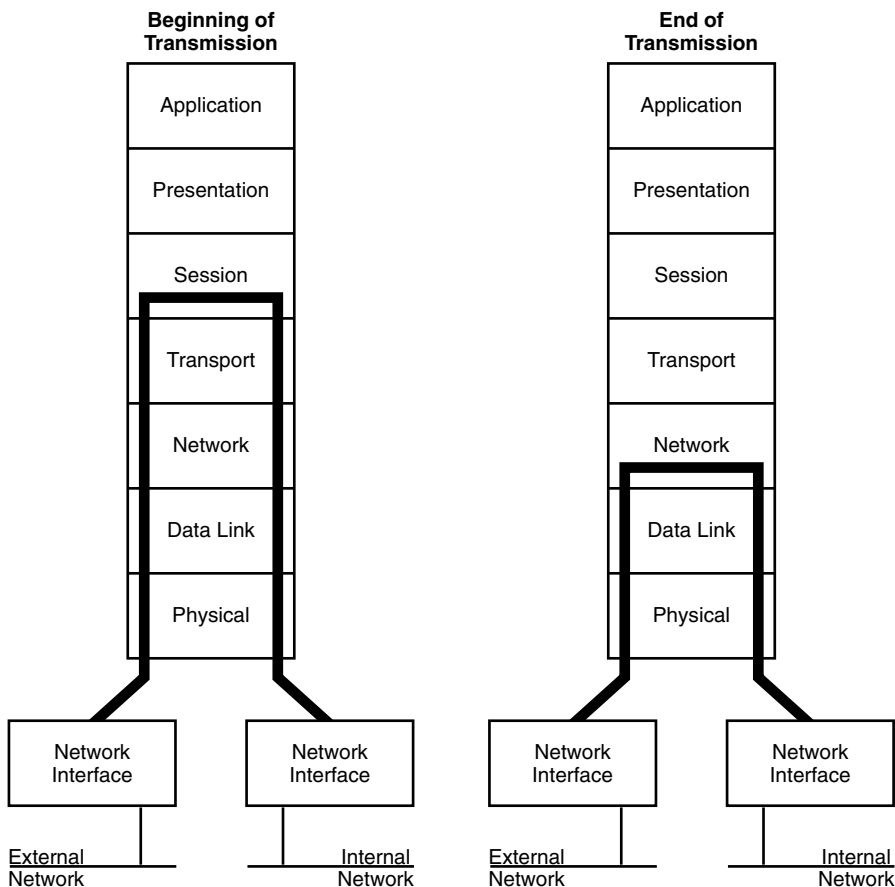 Beginning of
Transmission
Application
Presentation
Session
Transport
Network
Data Link
Physical
Network
Interface
Network
Interface
External
Network
Internal
Network
End of
Transmission
Application
Presentation
Session
Transport
Network
Data Link
Physical
Network
Interface
Network
Interface
External
Network
Internal
Network